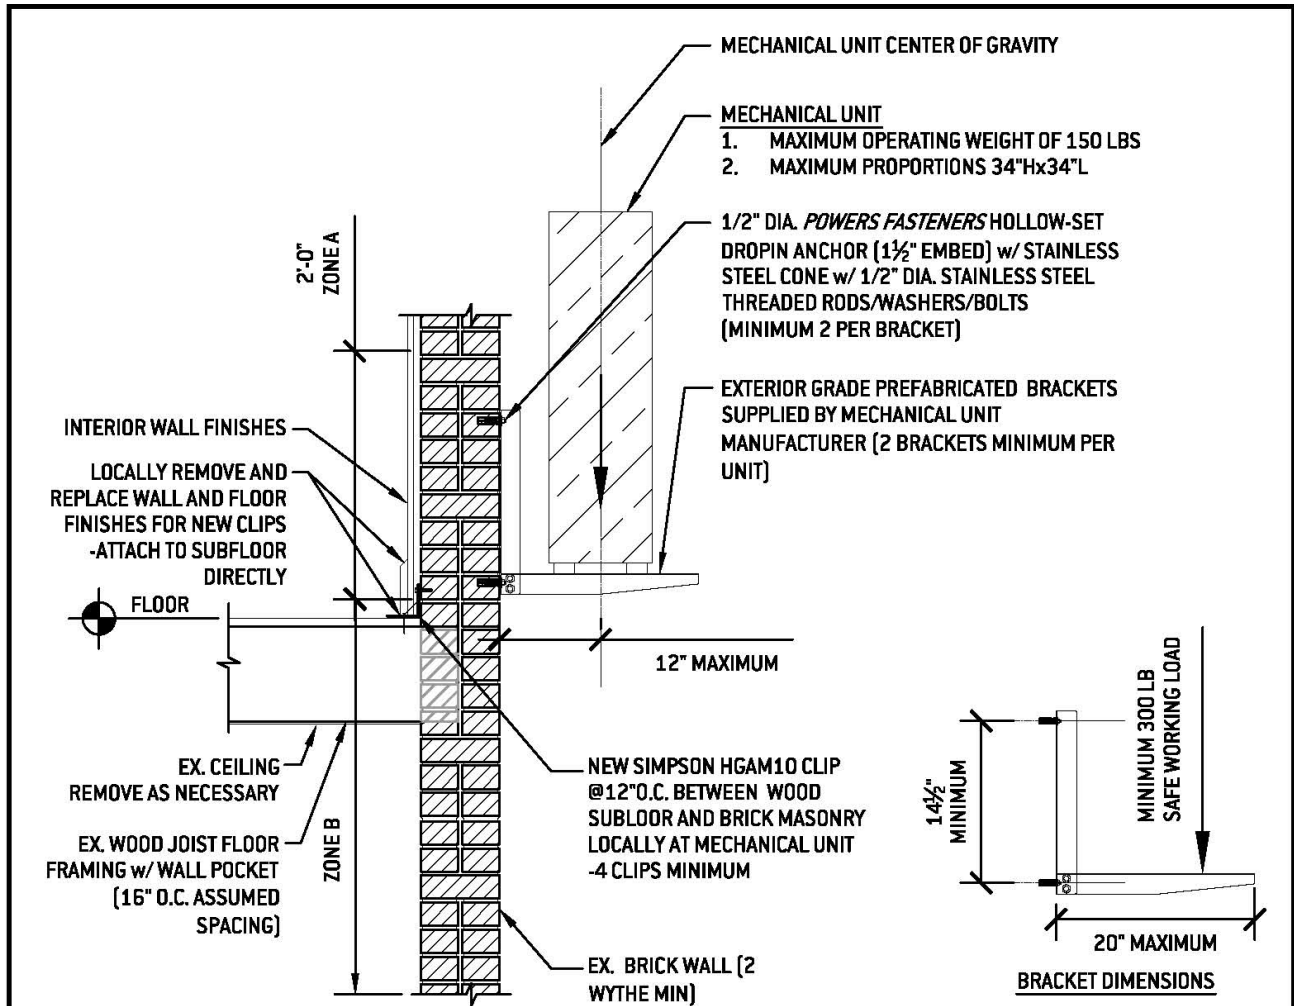 MECHANICAL UNIT CENTER OF GRAVITY
MECHANICAL UNIT
1. MAXIMUM OPERATING WEIGHT OF 150 LBS
2. MAXIMUM PROPORTIONS 34"Hx34"L
1/2" DIA. POWERS FASTENERS HOLLOW-SET
DROPIN ANCHOR (1½" EMBED) w/ STAINLESS
STEEL CONE w/ 1/2" DIA. STAINLESS STEEL
THREADED RODS/WASHERS/BOLTS
(MINIMUM 2 PER BRACKET)
2'-0"
ZONE A
EXTERIOR GRADE PREFABRICATED BRACKETS
SUPPLIED BY MECHANICAL UNIT
MANUFACTURER (2 BRACKETS MINIMUM PER
UNIT)
INTERIOR WALL FINISHES
LOCALLY REMOVE AND
REPLACE WALL AND FLOOR
FINISHES FOR NEW CLIPS
-ATTACH TO SUBFLOOR
DIRECTLY
FLOOR
12" MAXIMUM
EX. CEILING
REMOVE AS NECESSARY
EX. WOOD JOIST FLOOR
FRAMING w/ WALL POCKET
(16" O.C. ASSUMED
SPACING)
ZONE B
NEW SIMPSON HGAM10 CLIP
@12"O.C. BETWEEN WOOD
SUBLOOR AND BRICK MASONRY
LOCALLY AT MECHANICAL UNIT
-4 CLIPS MINIMUM
EX. BRICK WALL (2
WYTHE MIN)
14½"
MINIMUM
MINIMUM 300 LB
SAFE WORKING LOAD
20" MAXIMUM
BRACKET DIMENSIONS